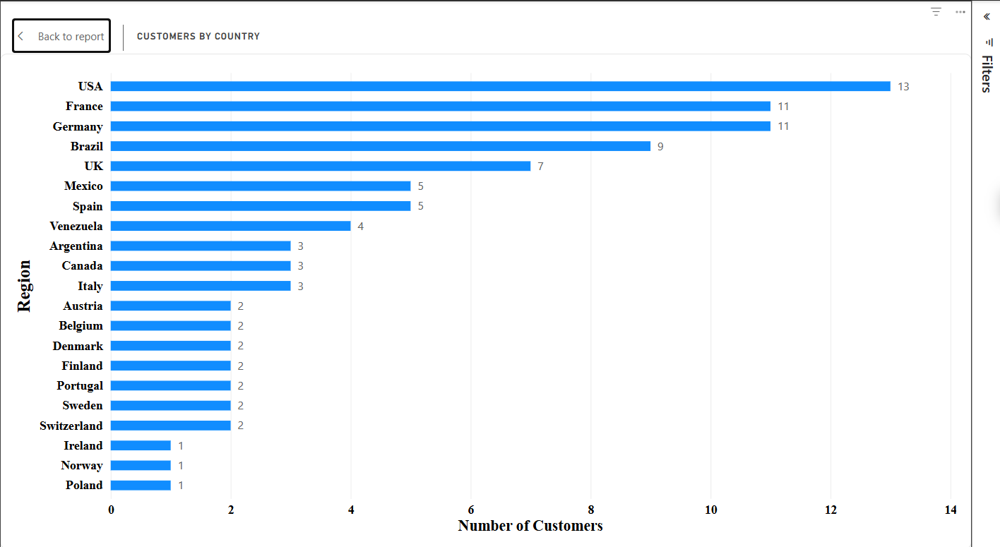 Back to report
CUSTOMERS BY COUNTRY
Filters
USA 13
France 11
Germany 11
Brazil 9
UK 7
Mexico 5
Spain 5
Venezuela 4
Argentina 3
Canada 3
Italy 3
Austria 2
Belgium 2
Denmark 2
Finland 2
Portugal 2
Sweden 2
Switzerland 2
Ireland 1
Norway 1
Poland 1
Region
0 2 4 6 8 10 12 14
Number of Customers